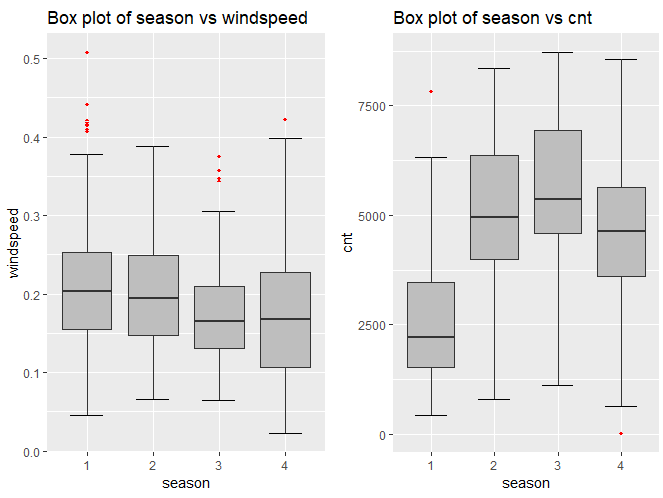 Box plot of season vs windspeed
0.5
0.4
0.3
0.2
0.1
0.0
windspeed
1 2 3 4
season
Box plot of season vs cnt
7500
5000
2500
0
cnt
1 2 3 4
season